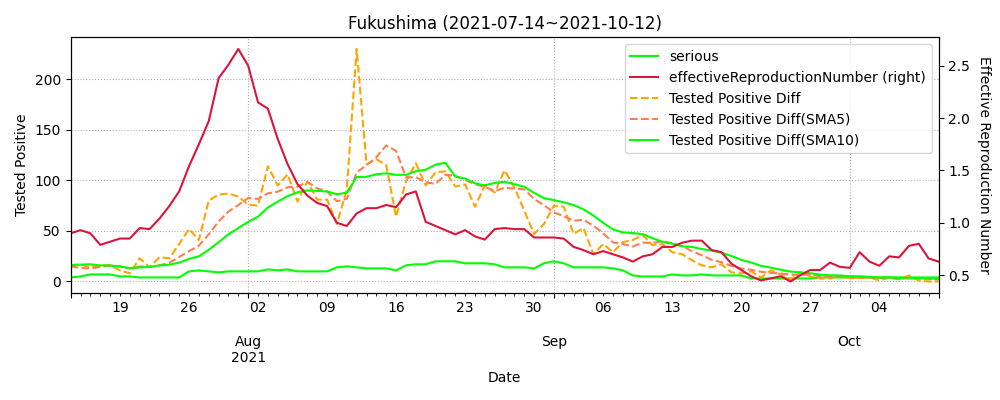 Fukushima (2021-07-14~2021-10-12)
serious
effectiveReproductionNumber (right)
Tested Positive Diff
Tested Positive Diff(SMA5)
Tested Positive Diff(SMA10)
Tested Positive
200
150
100
50
0
2.5
2.0
1.5
1.0
0.5
Effective Reproduction Number
19 26 02 09 16 23 30 06 13 20 27 04
Aug Sep Oct
2021
Date